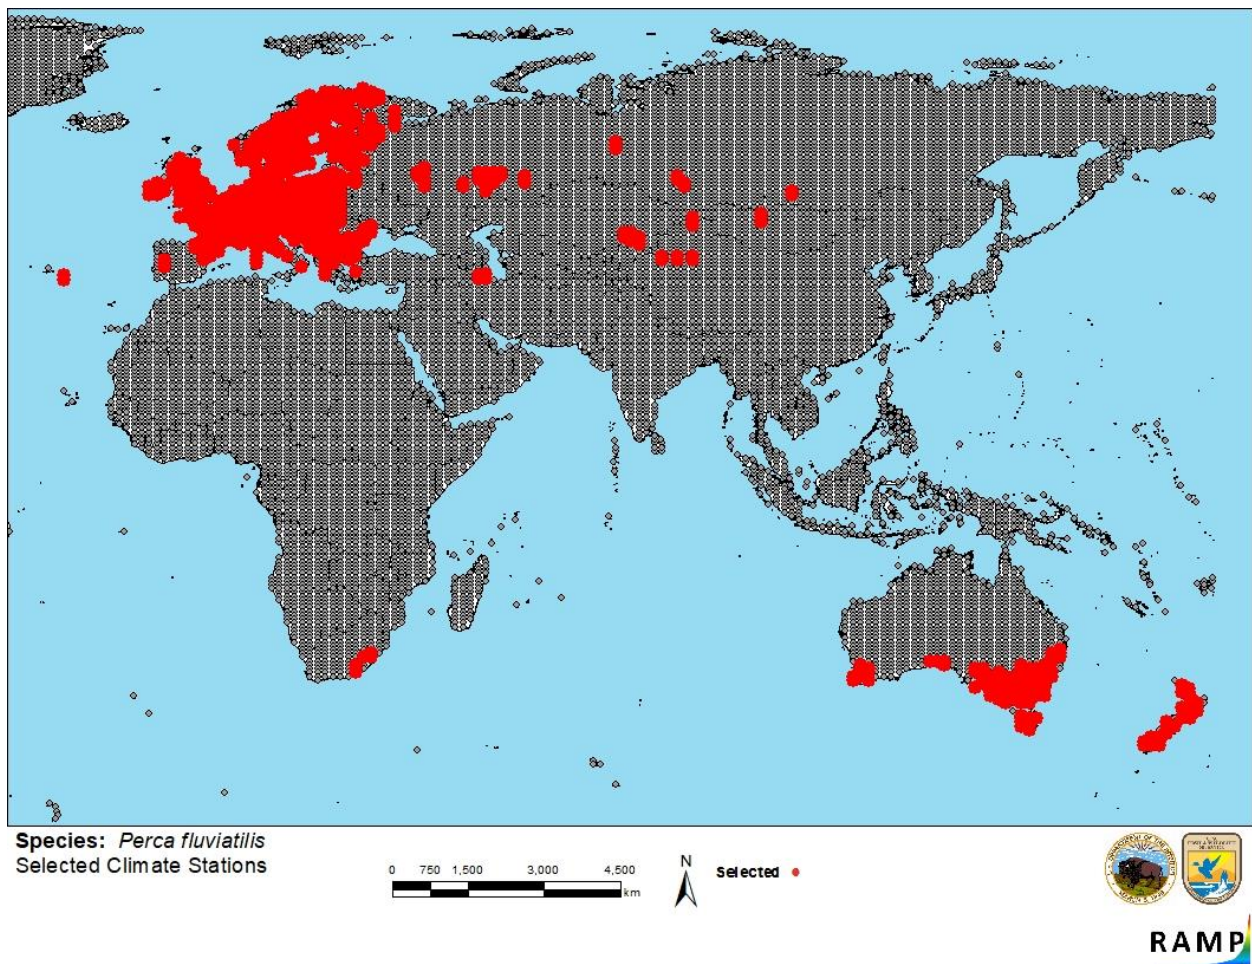 Species: Perca fluviatilis
Selected Climate Stations
0 750 1,500 3,000 4,500
km
N
Selected
RAMP